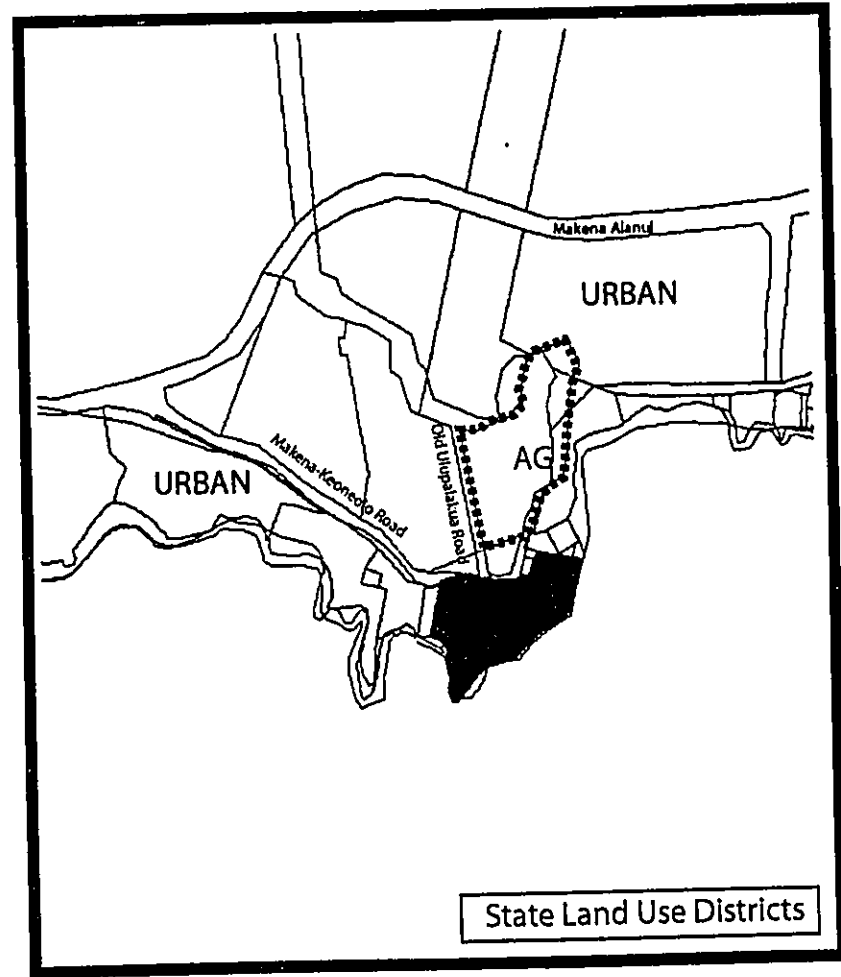 Makena Alanui
URBAN
Makena-Keoneoio Road
Old Ulupalakua Road
AG
URBAN
State Land Use Districts